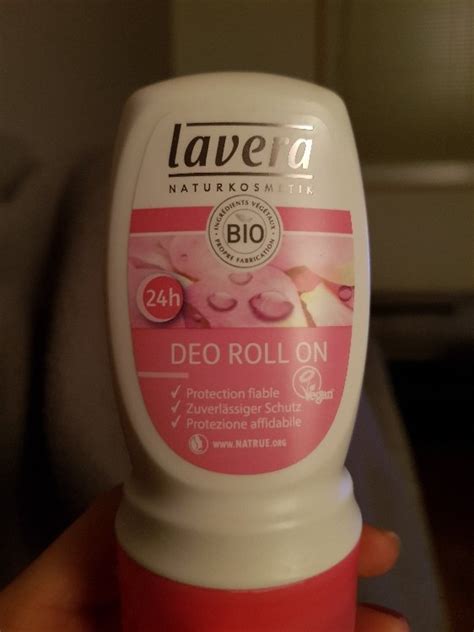 lavera
NATURKOSMETIK
INGRÉDIENTS VÉGÉTAUX
BIO
PROPRE FABRICATION
24h
DEO ROLL ON
✓ Protection fiable
✓ Zuverlässiger Schutz
✓ Protezione affidabile
vegan
www.NATRUE.org